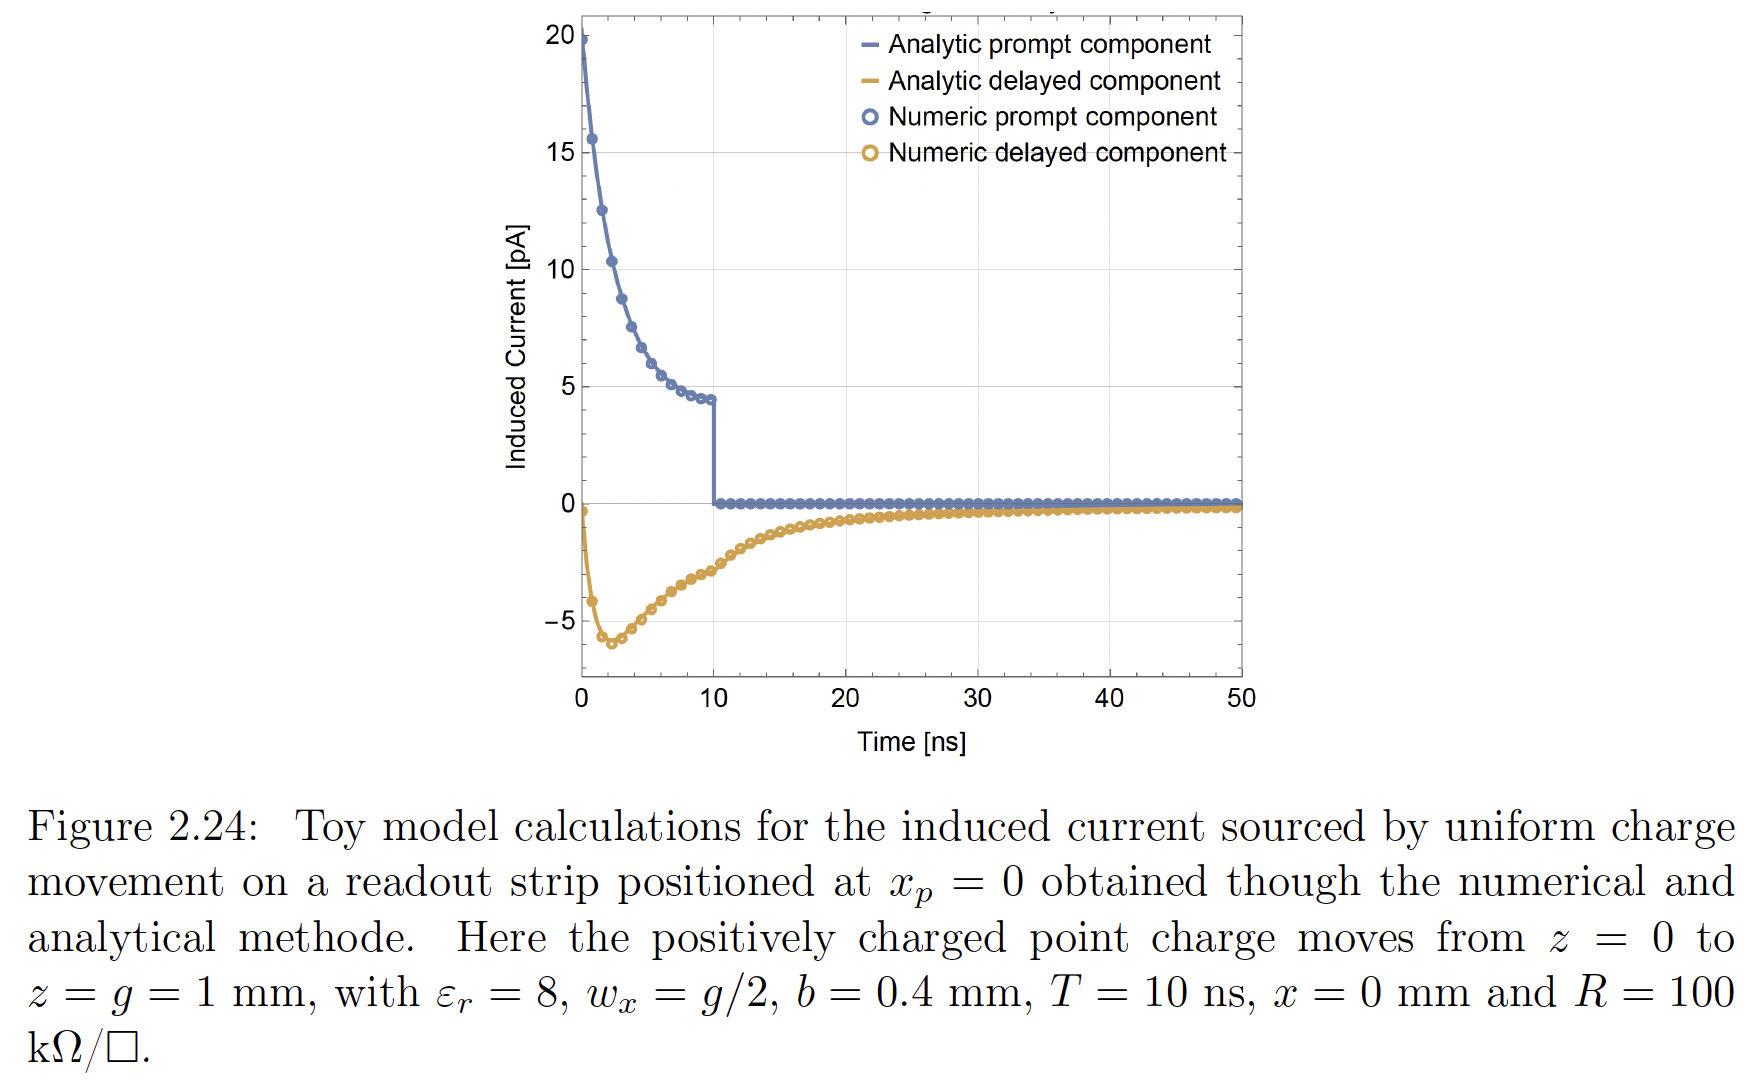 20
15
10
5
0
−5
0
10
20
30
40
50
Induced Current [pA]
Time [ns]
Analytic prompt component
Analytic delayed component
Numeric prompt component
Numeric delayed component
Figure 2.24: Toy model calculations for the induced current sourced by uniform charge
movement on a readout strip positioned at $x_p = 0$ obtained though the numerical and
analytical methode. Here the positively charged point charge moves from $z = 0$ to
$z = g = 1$ mm, with $\varepsilon_r = 8$, $w_x = g/2$, $b = 0.4$ mm, $T = 10$ ns, $x = 0$ mm and $R = 100$
kΩ/□.